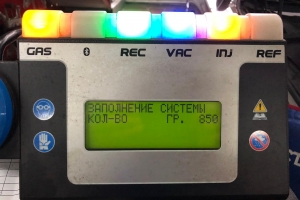 GAS REC VAC INJ REF
ЗАПОЛНЕНИЕ СИСТЕМЫ
КОЛ-ВО ГР. 850